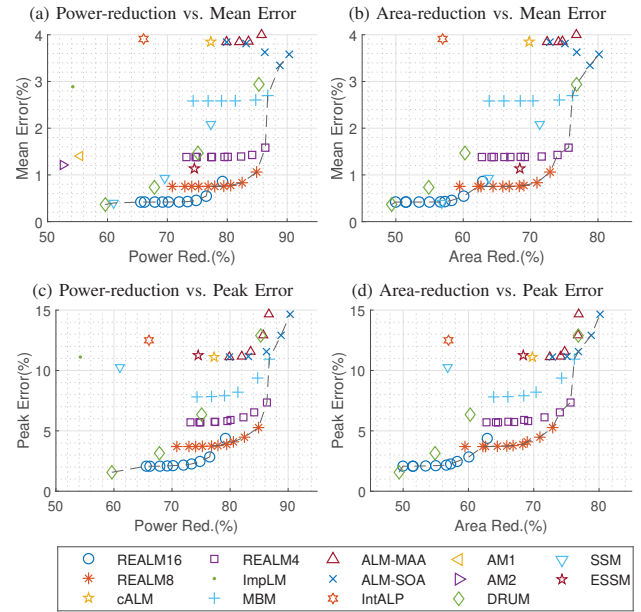 (a) Power-reduction vs. Mean Error
(b) Area-reduction vs. Mean Error
4
3
2
1
0
Mean Error(%)
50 60 70 80 90
Power Red.(%)
4
3
2
1
0
Mean Error(%)
50 60 70 80
Area Red.(%)
(c) Power-reduction vs. Peak Error
(d) Area-reduction vs. Peak Error
15
10
5
0
Peak Error(%)
50 60 70 80 90
Power Red.(%)
15
10
5
0
Peak Error(%)
50 60 70 80
Area Red.(%)
REALM16 REALM4 ALM-MAA AM1 SSM
REALM8 ImpLM ALM-SOA AM2 ESSM
cALM MBM IntALP DRUM